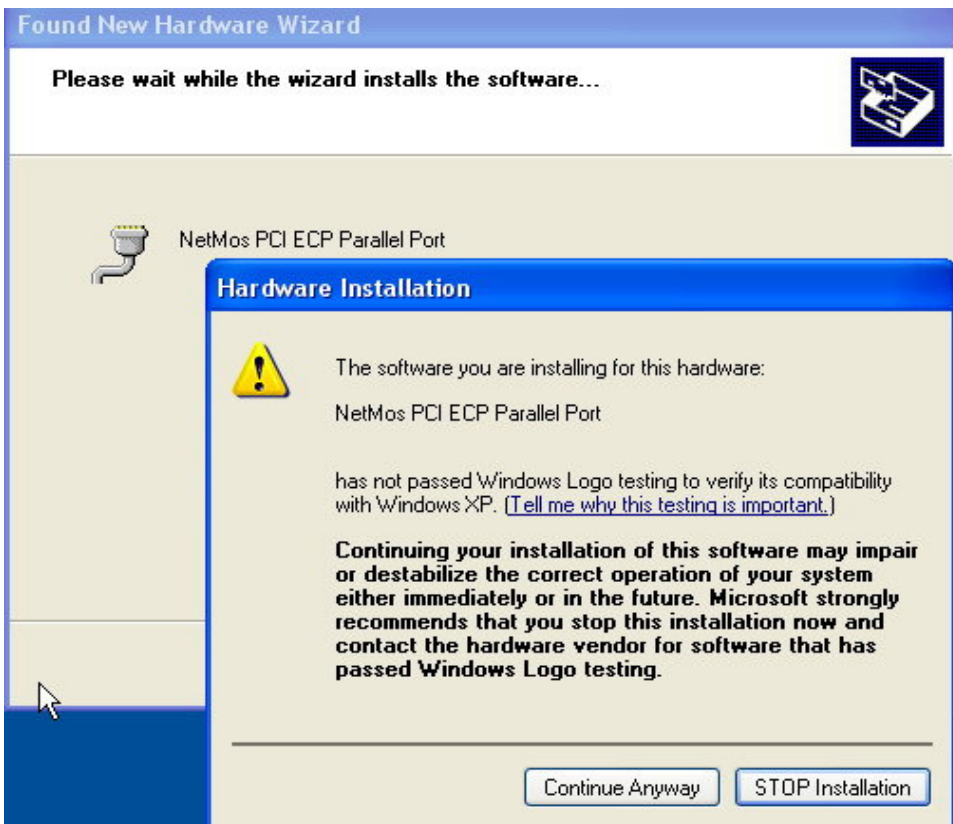 Found New Hardware Wizard
Please wait while the wizard installs the software...
NetMos PCI ECP Parallel Port
Hardware Installation
The software you are installing for this hardware:
NetMos PCI ECP Parallel Port
has not passed Windows Logo testing to verify its compatibility
with Windows XP. (Tell me why this testing is important.)
Continuing your installation of this software may impair
or destabilize the correct operation of your system
either immediately or in the future. Microsoft strongly
recommends that you stop this installation now and
contact the hardware vendor for software that has
passed Windows Logo testing.
Continue Anyway
STOP Installation